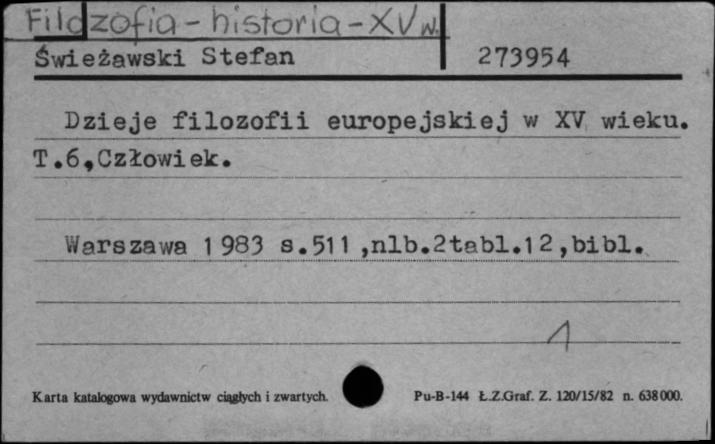 Filozofia - historia - XV w.
Świeżawski Stefan 273954
Dzieje filozofii europejskiej w XV wieku.
T.6,Człowiek.
Warszawa 1983 s.511,nlb.2tabl.12,bibl.
1
Karta katalogowa wydawnictw ciągłych i zwartych. Pu-B-144 Ł.Z.Graf. Z. 120/15/82 n. 638000.